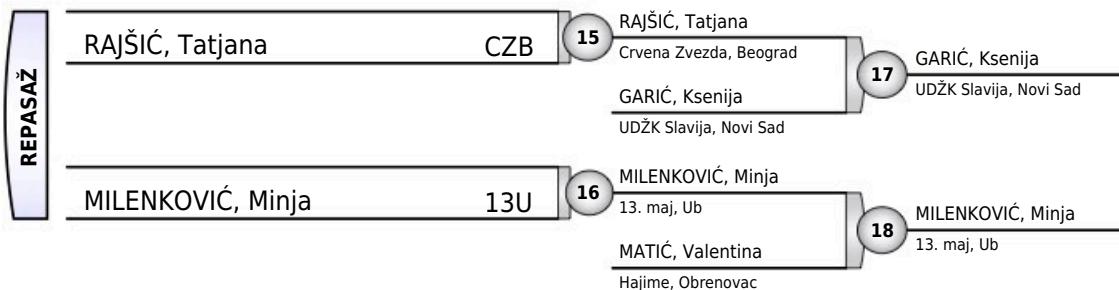 REPASAŽ
RAJŠIĆ, Tatjana CZB
15
RAJŠIĆ, Tatjana
Crvena Zvezda, Beograd
GARIĆ, Ksenija
UDŽK Slavija, Novi Sad
17
GARIĆ, Ksenija
UDŽK Slavija, Novi Sad
MILENKOVIĆ, Minja 13U
16
MILENKOVIĆ, Minja
13. maj, Ub
MATIĆ, Valentina
Hajime, Obrenovac
18
MILENKOVIĆ, Minja
13. maj, Ub